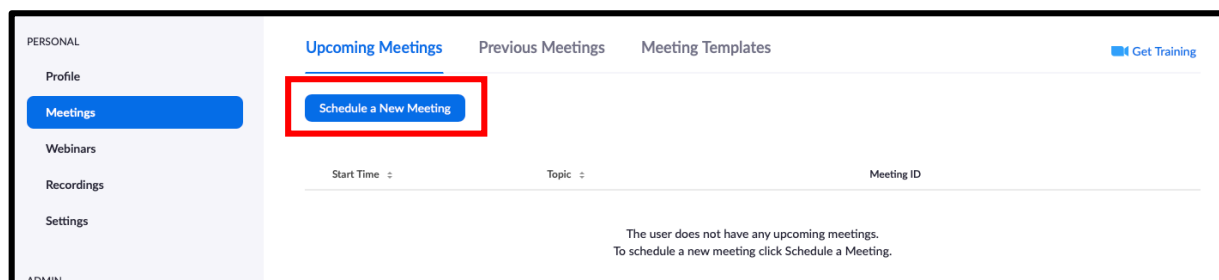 PERSONAL
Profile
Meetings
Webinars
Recordings
Settings
ADMIN
Upcoming Meetings Previous Meetings Meeting Templates Get Training
Schedule a New Meeting
Start Time Topic Meeting ID
The user does not have any upcoming meetings.
To schedule a new meeting click Schedule a Meeting.